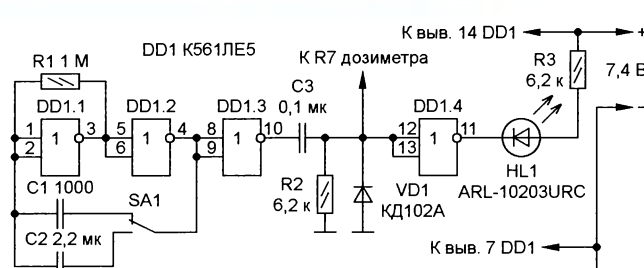 К выв. 14 DD1
+
R1 1 М
DD1 К561ЛЕ5
К R7 дозиметра
R3
6,2 к
7,4 В
C3
0,1 мк
DD1.1
DD1.2
DD1.3
DD1.4
1
2
1
3
5
6
1
4
8
9
1
10
12
13
1
11
–
HL1
ARL-10203URC
C1 1000
SA1
R2
6,2 к
VD1
КД102А
C2 2,2 мк
К выв. 7 DD1